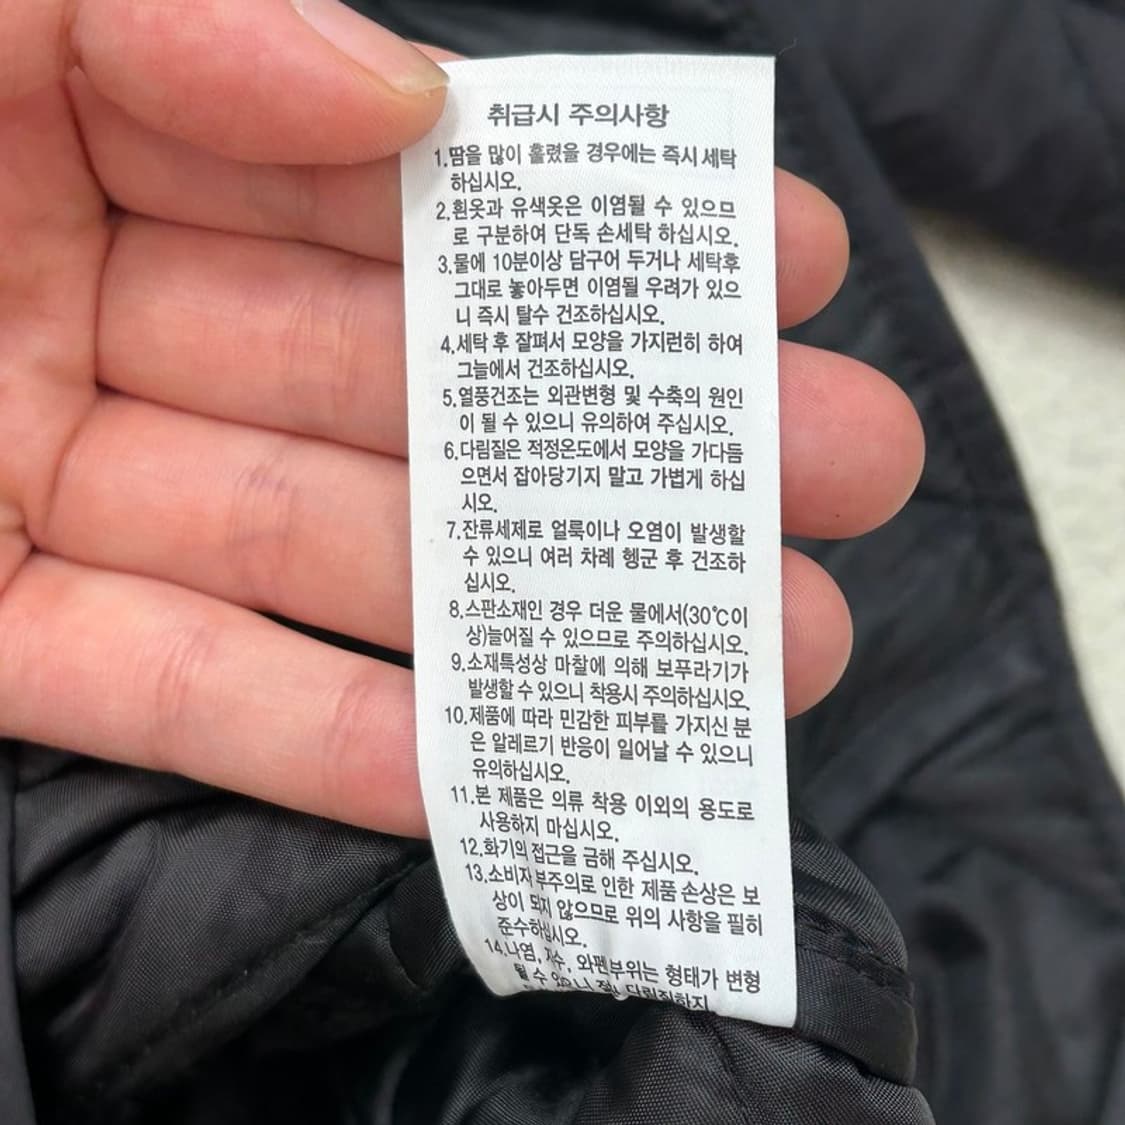 취급시 주의사항
1.땀을 많이 흘렸을 경우에는 즉시 세탁
하십시오.
2.흰옷과 유색옷은 이염될 수 있으므
로 구분하여 단독 손세탁 하십시오.
3.물에 10분이상 담구어 두거나 세탁후
그대로 놓아두면 이염될 우려가 있으
니 즉시 탈수 건조하십시오.
4.세탁 후 잘펴서 모양을 가지런히 하여
그늘에서 건조하십시오.
5.열풍건조는 외관변형 및 수축의 원인
이 될 수 있으니 유의하여 주십시오.
6.다림질은 적정온도에서 모양을 가다듬
으면서 잡아당기지 말고 가볍게 하십
시오.
7.잔류세제로 얼룩이나 오염이 발생할
수 있으니 여러 차례 헹군 후 건조하
십시오.
8.스판소재인 경우 더운 물에서(30℃이
상)늘어질 수 있으므로 주의하십시오.
9.소재특성상 마찰에 의해 보푸라기가
발생할 수 있으니 착용시 주의하십시오.
10.제품에 따라 민감한 피부를 가지신 분
은 알레르기 반응이 일어날 수 있으니
유의하십시오.
11.본 제품은 의류 착용 이외의 용도로
사용하지 마십시오.
12.화기의 접근을 금해 주십시오.
13.소비자 부주의로 인한 제품 손상은 보
상이 되지 않으므로 위의 사항을 필히
준수하십시오.
14.나염, 자수, 와펜부위는 형태가 변형
될 수 있으니 다림질하지